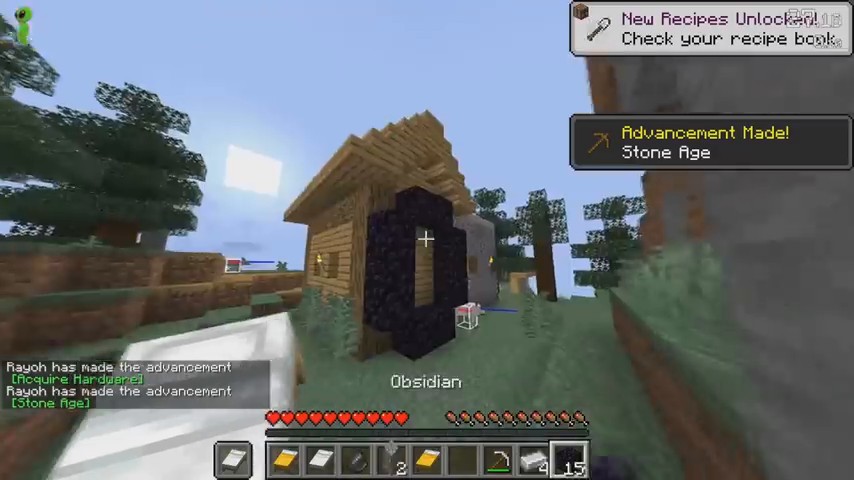 New Recipes Unlocked!
Check your recipe book
Advancement Made!
Stone Age
Rayoh has made the advancement
[Acquire Hardware]
Rayoh has made the advancement
[Stone Age]
Obsidian
2
4
15